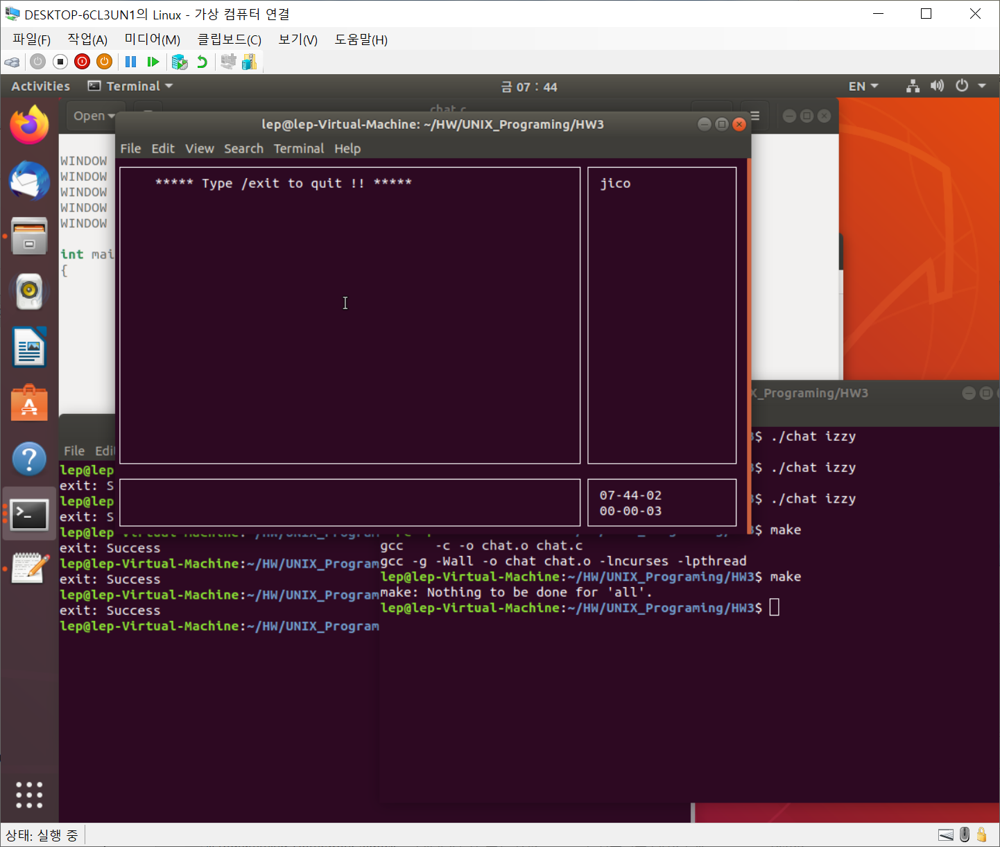 DESKTOP-6CL3UN1의 Linux - 가상 컴퓨터 연결
파일(F) 작업(A) 미디어(M) 클립보드(C) 보기(V) 도움말(H)
Activities Terminal 금 07 : 44 EN
Open chat.c
lep@lep-Virtual-Machine: ~/HW/UNIX_Programing/HW3
File Edit View Search Terminal Help
WINDOW
WINDOW
WINDOW
WINDOW
WINDOW
int mai
{
***** Type /exit to quit !! *****
jico
07-44-02
00-00-03
X_Programing/HW3
3$ ./chat izzy
3$ ./chat izzy
3$ ./chat izzy
3$ make
gcc -c -o chat.o chat.c
gcc -g -Wall -o chat chat.o -lncurses -lpthread
lep@lep-Virtual-Machine:~/HW/UNIX_Programing/HW3$ make
make: Nothing to be done for 'all'.
lep@lep-Virtual-Machine:~/HW/UNIX_Programing/HW3$
File Edi
lep@lep
exit: S
lep@lep
exit: S
lep@lep
exit: Success
lep@lep-Virtual-Machine:~/HW/UNIX_Program
exit: Success
lep@lep-Virtual-Machine:~/HW/UNIX_Program
exit: Success
lep@lep-Virtual-Machine:~/HW/UNIX_Program
상태: 실행 중